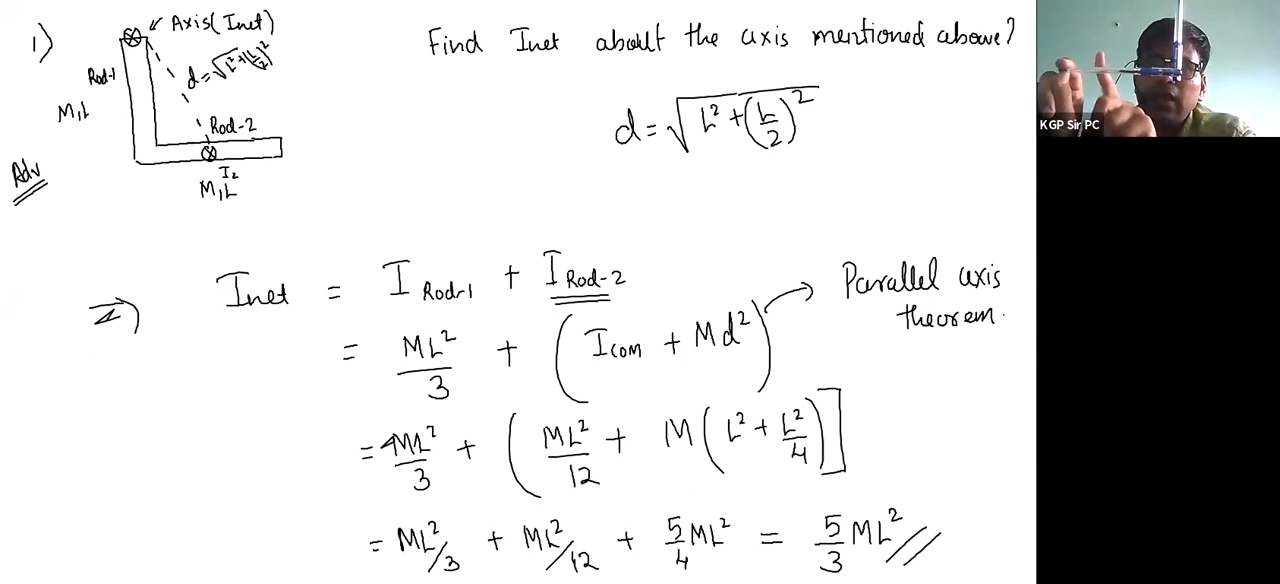 1)
Axis (Inet)
d = √L²+(L/2)²
Rod-1
M,L
Rod-2
I₂
M,L
Adv
Find Inet about the axis mentioned above?
d = √(L² + (L/2)²)
KGP Sir PC
⇒) Inet = I Rod-1 + I Rod-2
= ML²/3 + (Icom + Md²) → Parallel axis theorem.
= ML²/3 + (ML²/12 + M(L² + L²/4)]
= ML²/3 + ML²/12 + 5/4 ML² = 5/3 ML² //